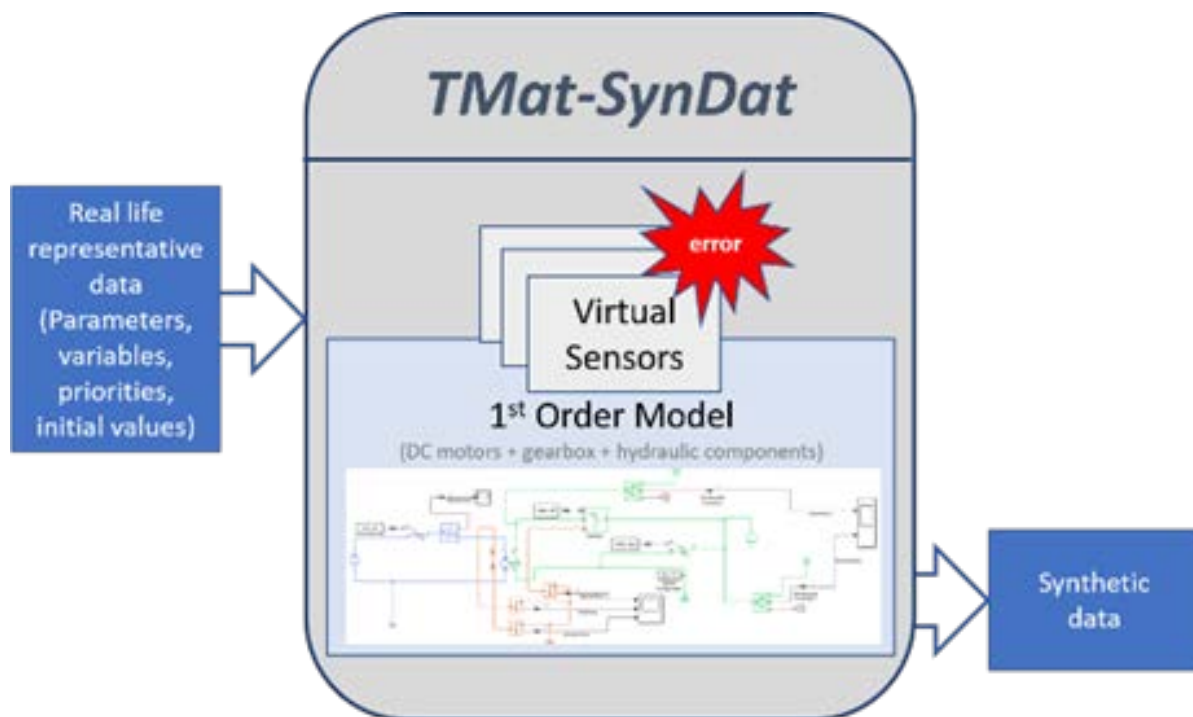 TMat-SynDat
Real life
representative
data
(Parameters,
variables,
priorities,
initial values)
error
Virtual
Sensors
1st Order Model
(DC motors + gearbox + hydraulic components)
Synthetic
data